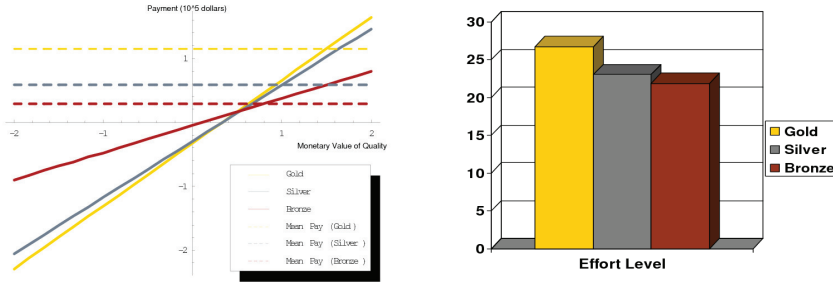 Payment (10^5 dollars)
1
-2
-1
1
2
Monetary Value of Quality
-1
-2
Gold
Silver
Bronze
Mean Pay (Gold)
Mean Pay (Silver )
Mean Pay (Bronze )
30
25
20
15
10
5
0
Effort Level
Gold
Silver
Bronze